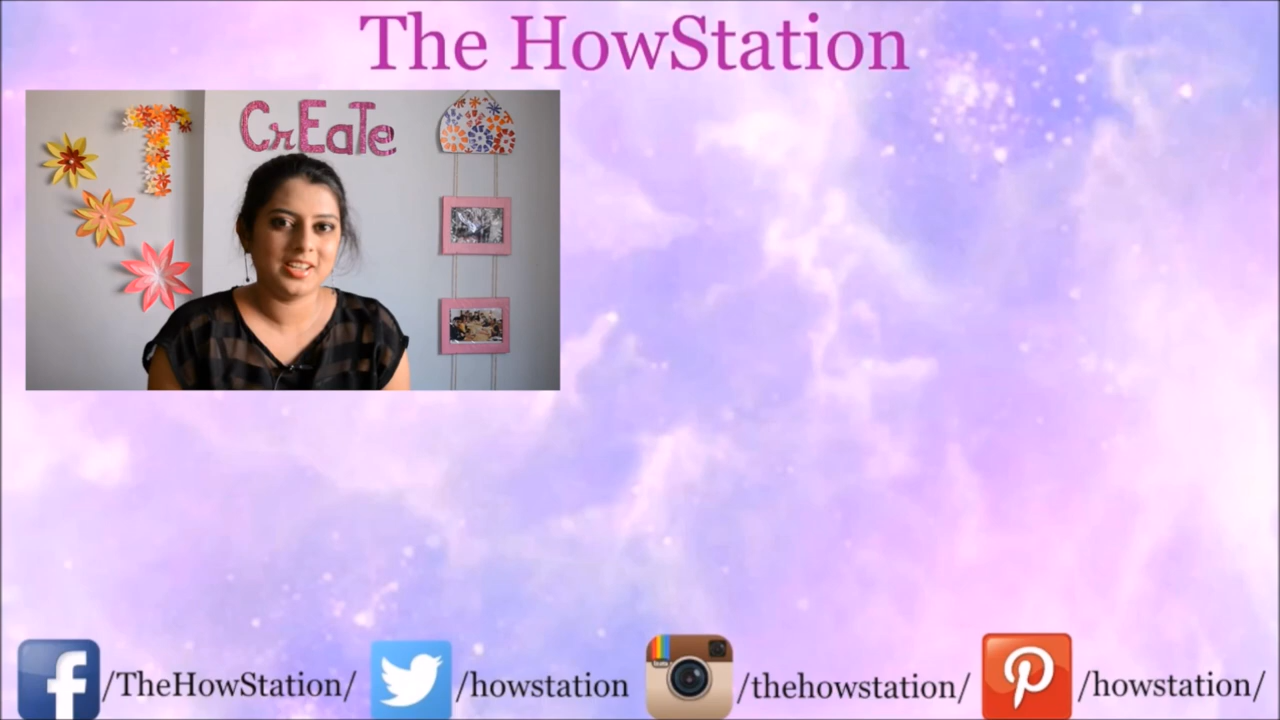 The HowStation
CrEaTe
T
/TheHowStation/
/howstation
/thehowstation/
/howstation/